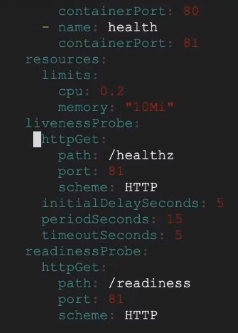 containerPort: 80
- name: health
containerPort: 81
resources:
limits:
cpu: 0.2
memory: "10Mi"
livenessProbe:
httpGet:
path: /healthz
port: 81
scheme: HTTP
initialDelaySeconds: 5
periodSeconds: 15
timeoutSeconds: 5
readinessProbe:
httpGet:
path: /readiness
port: 81
scheme: HTTP